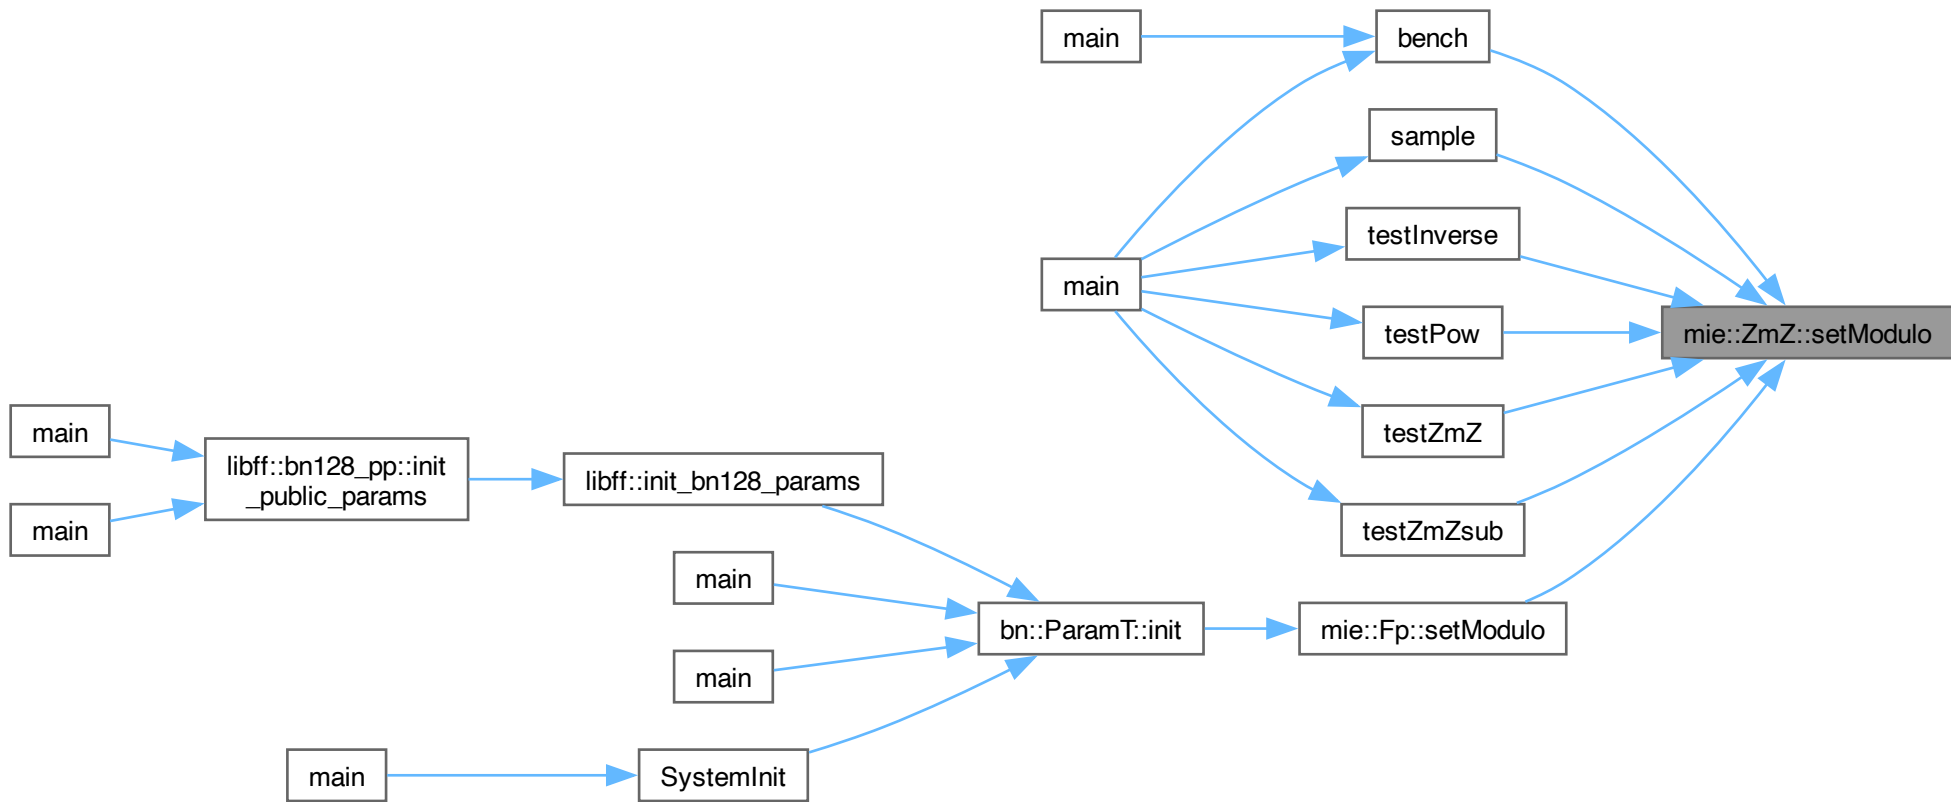 main
bench
sample
testInverse
main
testPow
mie::ZmZ::setModulo
testZmZ
main
libff::bn128_pp::init
_public_params
libff::init_bn128_params
main
testZmZsub
main
bn::ParamT::init
mie::Fp::setModulo
main
main
SystemInit